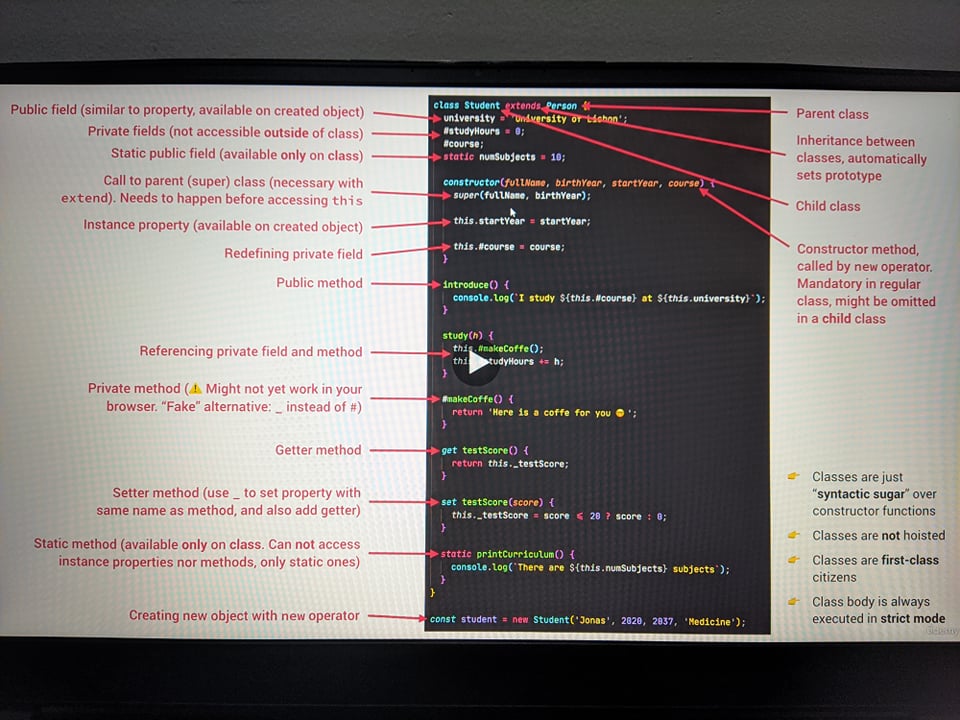 Public field (similar to property, available on created object)
Private fields (not accessible outside of class)
Static public field (available only on class)
Call to parent (super) class (necessary with
extend). Needs to happen before accessing this
Instance property (available on created object)
Redefining private field
Public method
Referencing private field and method
Private method (⚠️ Might not yet work in your
browser. “Fake” alternative: _ instead of #)
Getter method
Setter method (use _ to set property with
same name as method, and also add getter)
Static method (available only on class. Can not access
instance properties nor methods, only static ones)
Creating new object with new operator
class Student extends Person {
university = 'University of Lisbon';
#studyHours = 0;
#course;
static numSubjects = 10;
constructor(fullName, birthYear, startYear, course) {
super(fullName, birthYear);
this.startYear = startYear;
this.#course = course;
}
introduce() {
console.log(`I study ${this.#course} at ${this.university}`);
}
study(h) {
this.#makeCoffe();
this.#studyHours += h;
}
#makeCoffe() {
return 'Here is a coffe for you 😊';
}
get testScore() {
return this._testScore;
}
set testScore(score) {
this._testScore = score ≤ 20 ? score : 0;
}
static printCurriculum() {
console.log(`There are ${this.numSubjects} subjects`);
}
}
const student = new Student('Jonas', 2020, 2037, 'Medicine');
Parent class
Inheritance between
classes, automatically
sets prototype
Child class
Constructor method,
called by new operator.
Mandatory in regular
class, might be omitted
in a child class
👉 Classes are just
“syntactic sugar” over
constructor functions
👉 Classes are not hoisted
👉 Classes are first-class
citizens
👉 Class body is always
executed in strict mode
ûdemy